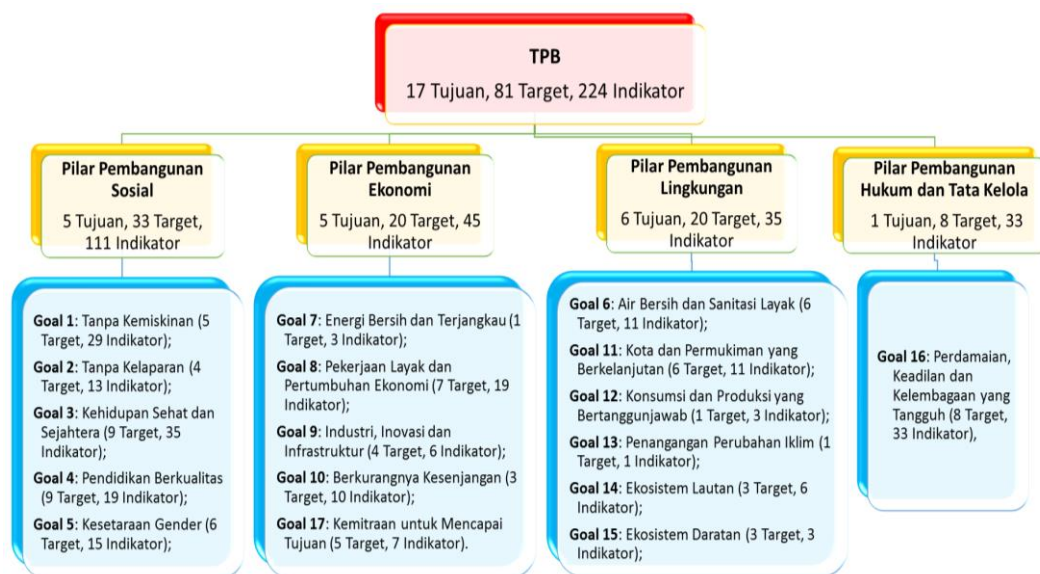 TPB
17 Tujuan, 81 Target, 224 Indikator
Pilar Pembangunan
Sosial
5 Tujuan, 33 Target,
111 Indikator
Pilar Pembangunan
Ekonomi
5 Tujuan, 20 Target, 45
Indikator
Pilar Pembangunan
Lingkungan
6 Tujuan, 20 Target, 35
Indikator
Pilar Pembangunan
Hukum dan Tata Kelola
1 Tujuan, 8 Target, 33
Indikator
Goal 1: Tanpa Kemiskinan (5
Target, 29 Indikator);
Goal 2: Tanpa Kelaparan (4
Target, 13 Indikator);
Goal 3: Kehidupan Sehat dan
Sejahtera (9 Target, 35
Indikator);
Goal 4: Pendidikan Berkualitas
(9 Target, 19 Indikator);
Goal 5: Kesetaraan Gender (6
Target, 15 Indikator);
Goal 7: Energi Bersih dan Terjangkau (1
Target, 3 Indikator);
Goal 8: Pekerjaan Layak dan
Pertumbuhan Ekonomi (7 Target, 19
Indikator);
Goal 9: Industri, Inovasi dan
Infrastruktur (4 Target, 6 Indikator);
Goal 10: Berkurangnya Kesenjangan (3
Target, 10 Indikator);
Goal 17: Kemitraan untuk Mencapai
Tujuan (5 Target, 7 Indikator).
Goal 6: Air Bersih dan Sanitasi Layak (6
Target, 11 Indikator);
Goal 11: Kota dan Permukiman yang
Berkelanjutan (6 Target, 11 Indikator);
Goal 12: Konsumsi dan Produksi yang
Bertanggunjawab (1 Target, 3 Indikator);
Goal 13: Penangangan Perubahan Iklim (1
Target, 1 Indikator);
Goal 14: Ekosistem Lautan (3 Target, 6
Indikator);
Goal 15: Ekosistem Daratan (3 Target, 3
Indikator);
Goal 16: Perdamaian,
Keadilan dan
Kelembagaan yang
Tangguh (8 Target,
33 Indikator),